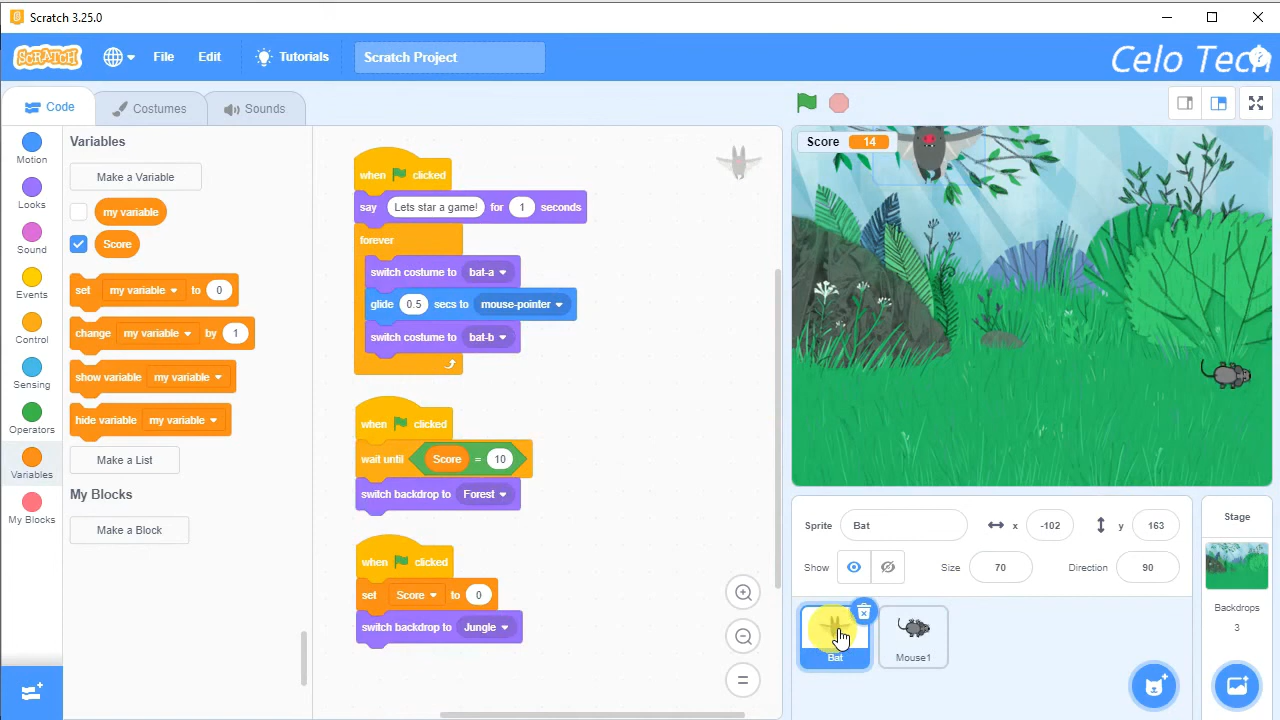 Scratch 3.25.0
SCRATCH File Edit Tutorials Scratch Project Celo Tech
Code Costumes Sounds
Motion
Looks
Sound
Events
Control
Sensing
Operators
Variables
My Blocks
Variables
Make a Variable
my variable
Score
set my variable to 0
change my variable by 1
show variable my variable
hide variable my variable
Make a List
My Blocks
Make a Block
when clicked
say Lets star a game! for 1 seconds
forever
switch costume to bat-a
glide 0.5 secs to mouse-pointer
switch costume to bat-b
when clicked
wait until Score = 10
switch backdrop to Forest
when clicked
set Score to 0
switch backdrop to Jungle
Score 14
Sprite Bat x -102 y 163
Show Size 70 Direction 90
Bat
Mouse1
Stage
Backdrops
3